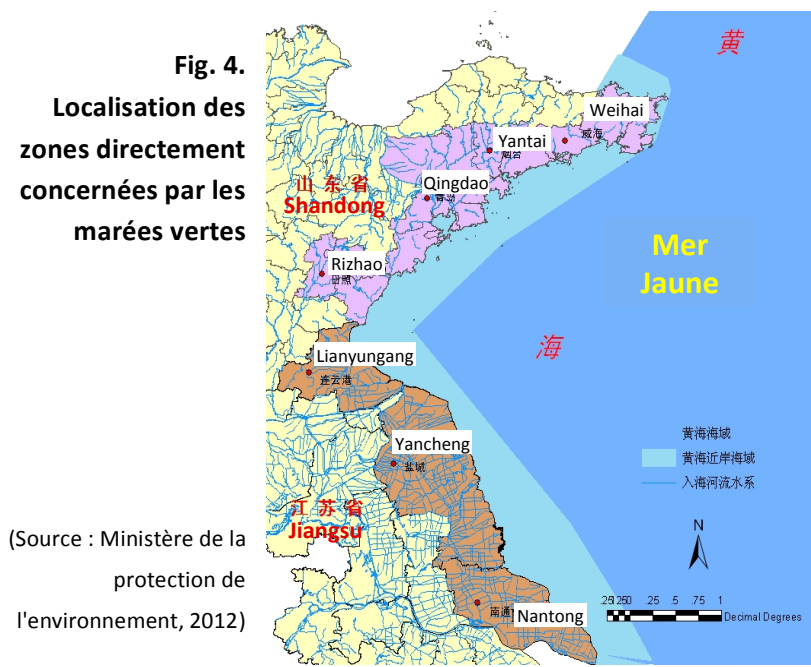 Fig. 4.
Localisation des
zones directement
concernées par les
marées vertes
(Source : Ministère de la
protection de
l'environnement, 2012)
黄
Weihai
威海
Yantai
烟台
Qingdao
山东省
Shandong
Mer
Jaune
Rizhao
日照
海
Lianyungang
连云港
Yancheng
盐城
江苏省
Jiangsu
Nantong
南通
黄海海域
黄海近岸海域
入海河流水系
N
.25 .5 .75 1
Decimal Degrees